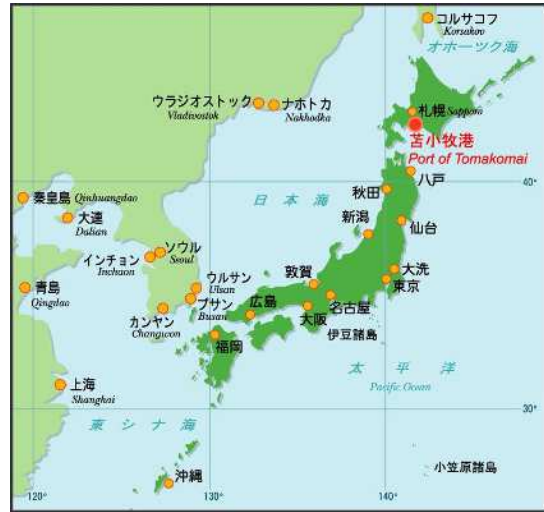 コルサコフ
Korsakov
オホーツク海
ウラジオストック
Vladivostok
ナホトカ
Nakhodka
札幌 Sapporo
苫小牧港
Port of Tomakomai
八戸
40°
秋田
日本海
秦皇島 Qinhuangdao
大連
Dalian
新潟
仙台
ソウル
Seoul
インチョン
Inchaon
大洗
東京
敦賀
ウルサン
Ulsan
青島
Qingdao
プサン
Busan
広島
名古屋
大阪
カンヤン
Changwon
伊豆諸島
福岡
太平洋
Pacific Ocean
上海
Shanghai
30°
東シナ海
小笠原諸島
沖縄
120°
130°
140°